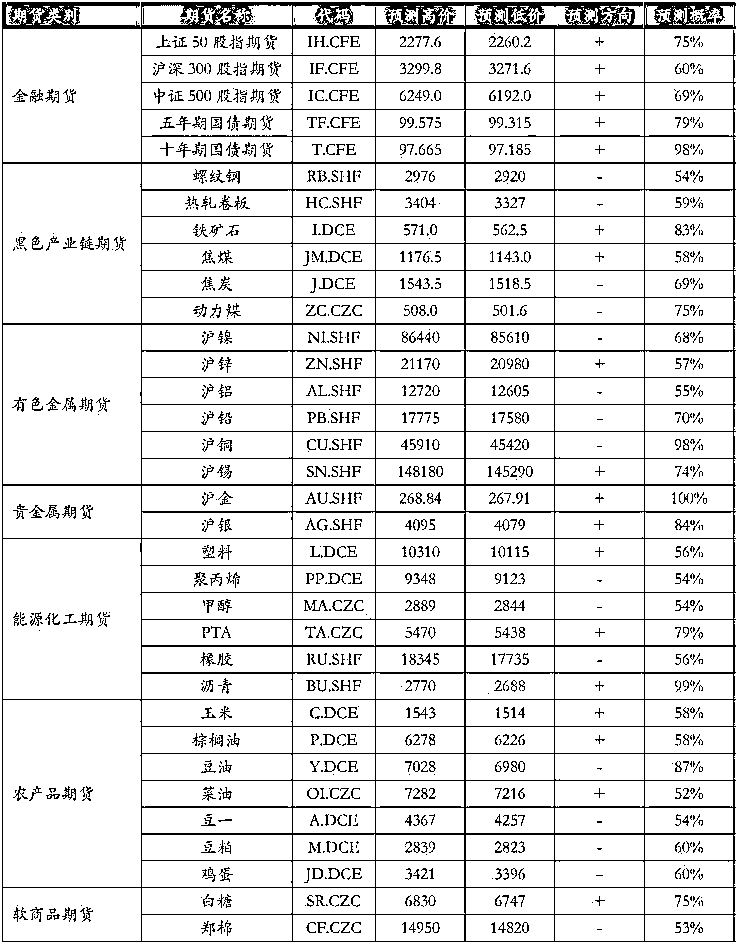 期货类别 期货名称 代码 预测高价 预测低价 预测方向 预测概率
金融期货 上证50股指期货 IH.CFE 2277.6 2260.2 + 75%
沪深300股指期货 IF.CFE 3299.8 3271.6 + 60%
中证500股指期货 IC.CFE 6249.0 6192.0 + 69%
五年期国债期货 TF.CFE 99.575 99.315 + 79%
十年期国债期货 T.CFE 97.665 97.185 + 98%
黑色产业链期货 螺纹钢 RB.SHF 2976 2920 - 54%
热轧卷板 HC.SHF 3404 3327 - 59%
铁矿石 I.DCE 571.0 562.5 + 83%
焦煤 JM.DCE 1176.5 1143.0 + 58%
焦炭 J.DCE 1543.5 1518.5 - 69%
动力煤 ZC.CZC 508.0 501.6 - 75%
有色金属期货 沪镍 NI.SHF 86440 85610 - 68%
沪锌 ZN.SHF 21170 20980 + 57%
沪铝 AL.SHF 12720 12605 - 55%
沪铅 PB.SHF 17775 17580 - 70%
沪铜 CU.SHF 45910 45420 - 98%
沪锡 SN.SHF 148180 145290 + 74%
贵金属期货 沪金 AU.SHF 268.84 267.91 + 100%
沪银 AG.SHF 4095 4079 + 84%
能源化工期货 塑料 L.DCE 10310 10115 + 56%
聚丙烯 PP.DCE 9348 9123 - 54%
甲醇 MA.CZC 2889 2844 - 54%
PTA TA.CZC 5470 5438 + 79%
橡胶 RU.SHF 18345 17735 - 56%
沥青 BU.SHF 2770 2688 + 99%
农产品期货 玉米 C.DCE 1543 1514 + 58%
棕榈油 P.DCE 6278 6226 + 58%
豆油 Y.DCE 7028 6980 - 87%
菜油 OI.CZC 7282 7216 + 52%
豆一 A.DCE 4367 4257 - 54%
豆粕 M.DCE 2839 2823 - 60%
鸡蛋 JD.DCE 3421 3396 - 60%
软商品期货 白糖 SR.CZC 6830 6747 + 75%
郑棉 CF.CZC 14950 14820 - 53%